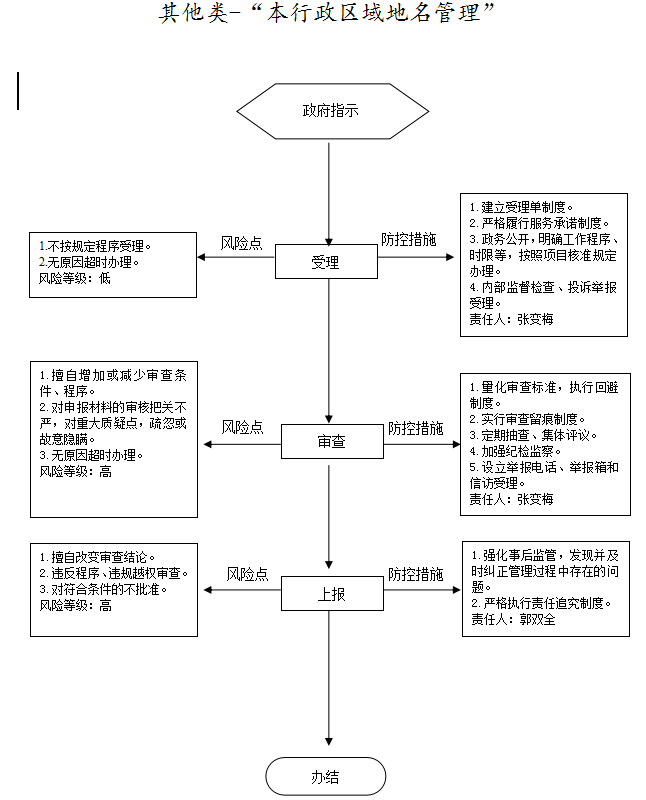 其他类-“本行政区域地名管理”
政府指示
1.不按规定程序受理。
2.无原因超时办理。
风险等级：低
风险点
受理
防控措施
1.建立受理单制度。
2.严格履行服务承诺制度。
3.政务公开，明确工作程序、
时限等，按照项目核准规定
办理。
4.内部监督检查、投诉举报
受理。
责任人：张变梅
1.擅自增加或减少审查条
件、程序。
2.对申报材料的审核把关不
严，对重大质疑点，疏忽或
故意隐瞒。
3.无原因超时办理。
风险等级：高
风险点
审查
防控措施
1.量化审查标准，执行回避
制度。
2.实行审查留痕制度。
3.定期抽查、集体评议。
4.加强纪检监察。
5.设立举报电话、举报箱和
信访受理。
责任人：张变梅
1.擅自改变审查结论。
2.违反程序、违规越权审查。
3.对符合条件的不批准。
风险等级：高
风险点
上报
防控措施
1.强化事后监管，发现并及
时纠正管理过程中存在的问
题。
2.严格执行责任追究制度。
责任人：郭双全
办结